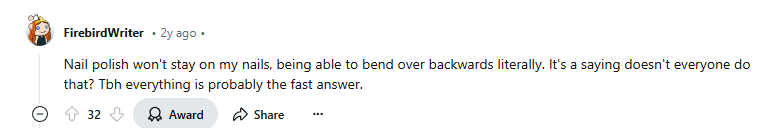 FirebirdWriter • 2y ago •
Nail polish won't stay on my nails, being able to bend over backwards literally. It's a saying doesn't everyone do
that? Tbh everything is probably the fast answer.
32 Award Share ...